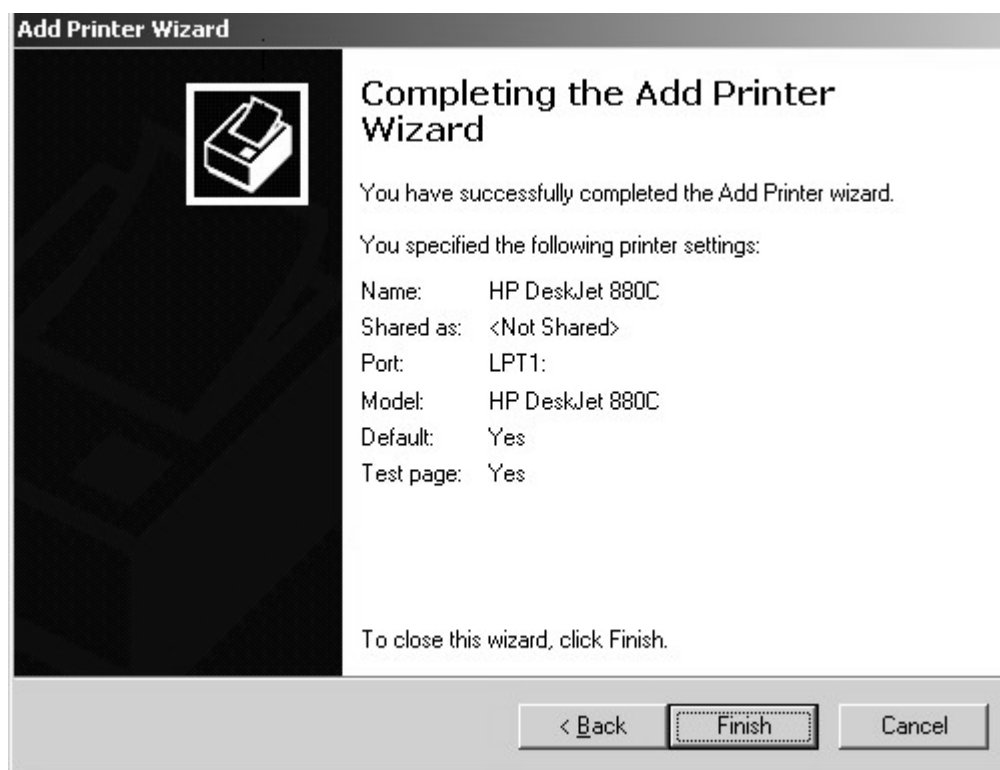 Add Printer Wizard
Completing the Add Printer
Wizard
You have successfully completed the Add Printer wizard.
You specified the following printer settings:
Name: HP DeskJet 880C
Shared as: <Not Shared>
Port: LPT1:
Model: HP DeskJet 880C
Default: Yes
Test page: Yes
To close this wizard, click Finish.
< Back Finish Cancel